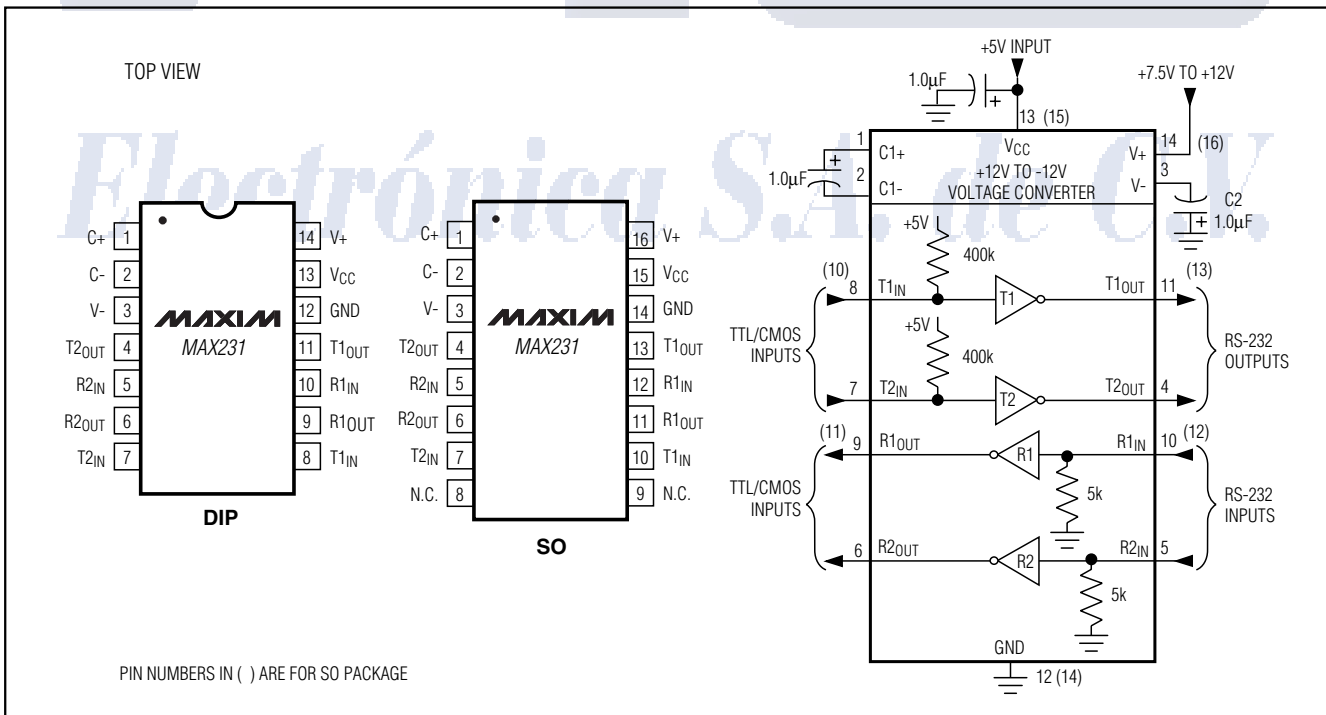 TOP VIEW
Electrónica S.A. de C.V.
C+ 1
C- 2
V- 3
T2OUT 4
R2IN 5
R2OUT 6
T2IN 7
14 V+
13 VCC
12 GND
11 T1OUT
10 R1IN
9 R1OUT
8 T1IN
MAXIM
MAX231
DIP
C+ 1
C- 2
V- 3
T2OUT 4
R2IN 5
R2OUT 6
T2IN 7
N.C. 8
16 V+
15 VCC
14 GND
13 T1OUT
12 R1IN
11 R1OUT
10 T1IN
9 N.C.
MAXIM
MAX231
SO
PIN NUMBERS IN ( ) ARE FOR SO PACKAGE
+5V INPUT
1.0µF
+
13 (15)
+7.5V TO +12V
1
C1+
VCC
V+
14
(16)
+
1.0µF
2
C1-
+12V TO -12V
VOLTAGE CONVERTER
V-
3
C2
1.0µF
+
+5V
400k
(10)
8
T1IN
T1
T1OUT
11
(13)
TTL/CMOS
INPUTS
+5V
400k
RS-232
OUTPUTS
7
T2IN
T2
T2OUT
4
(11)
9
R1OUT
R1
R1IN
10
(12)
TTL/CMOS
INPUTS
5k
RS-232
INPUTS
6
R2OUT
R2
R2IN
5
5k
GND
12 (14)